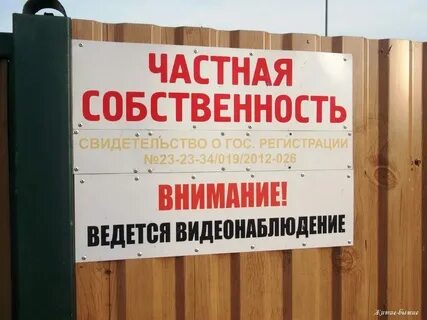 ЧАСТНАЯ
СОБСТВЕННОСТЬ
СВИДЕТЕЛЬСТВО О ГОС. РЕГИСТРАЦИИ
№23-23-34/019/2012-026
ВНИМАНИЕ!
ВЕДЕТСЯ ВИДЕОНАБЛЮДЕНИЕ